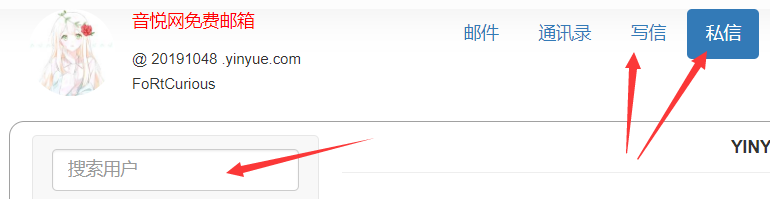 音悦网免费邮箱
邮件 通讯录 写信 私信
@ 20191048 .yinyue.com
FoRtCurious
搜索用户
YINY